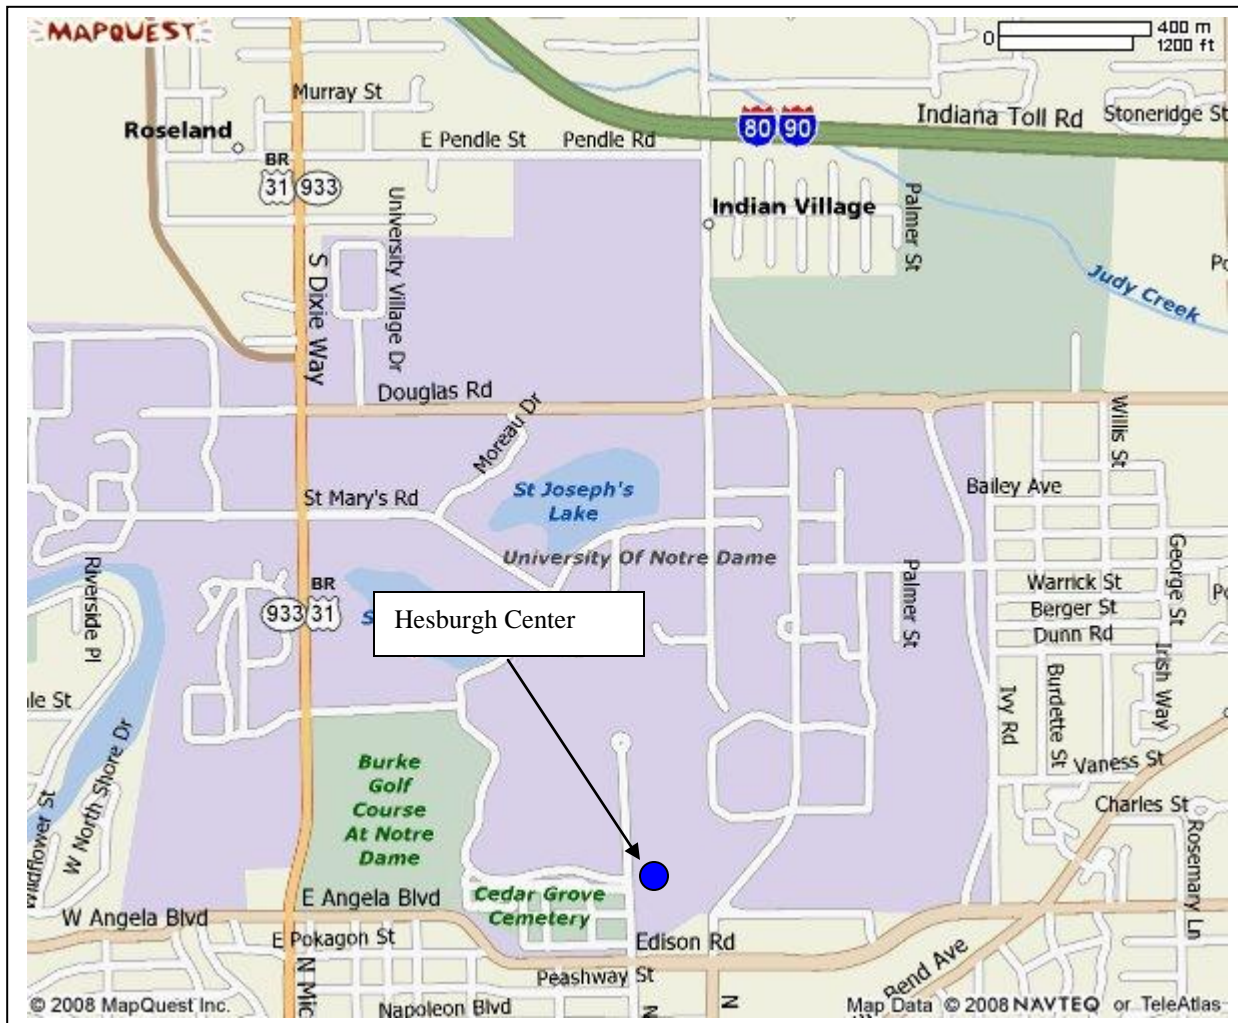 MAPQUEST
0
400 m
1200 ft
Murray St
Roseland
E Pendle St
Pendle Rd
80
90
Indiana Toll Rd
Stoneridge St
BR
31
933
University Village Dr
S Dixie Way
Indian Village
Palmer St
Judy Creek
Douglas Rd
Moreau Dr
Willis St
St Mary's Rd
St Joseph's
Lake
Bailey Ave
University Of Notre Dame
Riverside Pl
George St
Palmer St
Warrick St
Berger St
Dunn Rd
BR
933
31
Hesburgh Center
Irish Way
Burdette St
Ivy Rd
W North Shore Dr
Burke
Golf
Course
At Notre
Dame
Vaness St
Charles St
Rosemary Ln
Wildflower St
E Angela Blvd
W Angela Blvd
Cedar Grove
Cemetery
E Pokagon St
Edison Rd
Peashway St
N Mic
Napoleon Blvd
N
N
Bend Ave
© 2008 MapQuest Inc.
Map Data © 2008 NAVTEQ or TeleAtlas